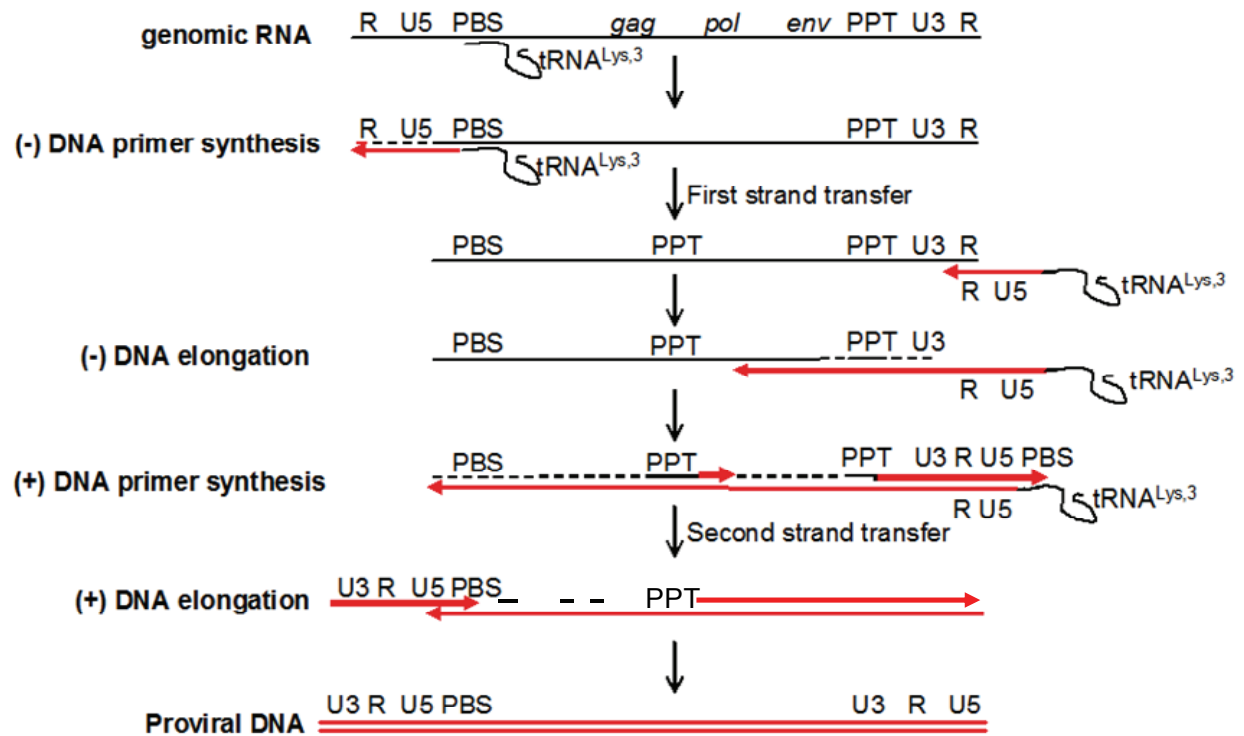 R U5 PBS gag pol env PPT U3 R
genomic RNA
tRNALys,3
R U5 PBS PPT U3 R
(-) DNA primer synthesis
tRNALys,3
First strand transfer
PBS PPT PPT U3 R
R U5 tRNALys,3
PBS PPT PPT U3
(-) DNA elongation
R U5 tRNALys,3
PBS PPT PPT U3 R U5 PBS
(+) DNA primer synthesis
R U5 tRNALys,3
Second strand transfer
U3 R U5 PBS PPT
(+) DNA elongation
U3 R U5 PBS U3 R U5
Proviral DNA